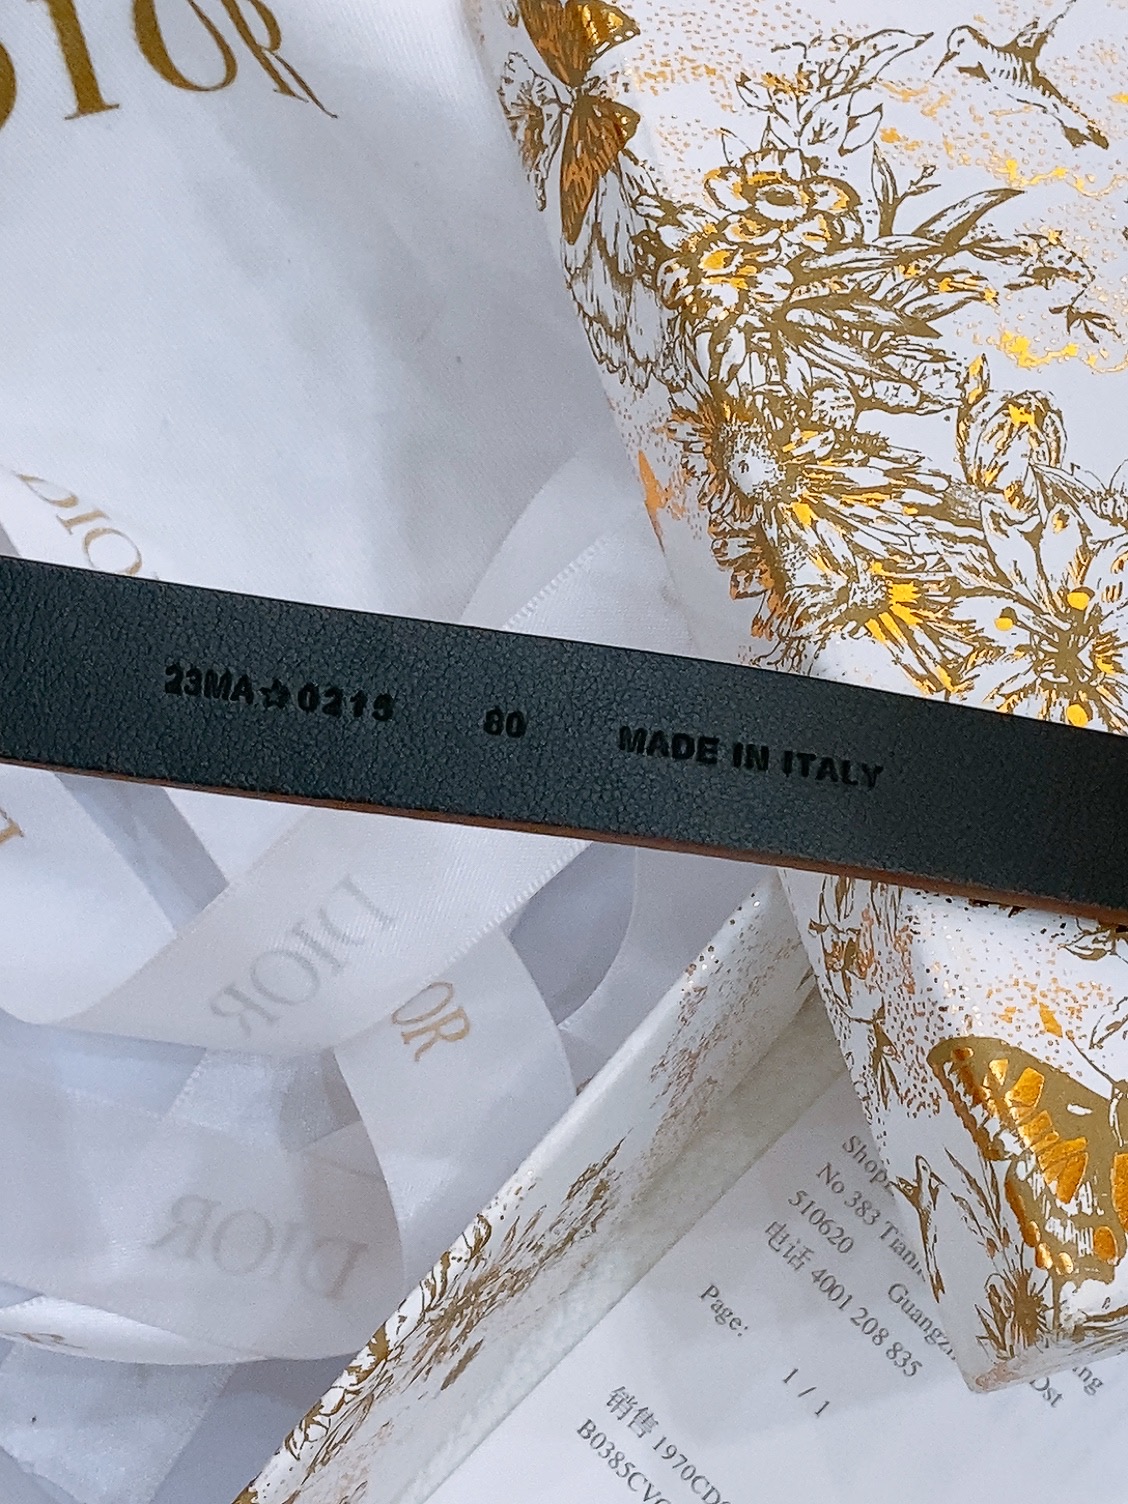 DIOR
DIO
23MA☆0215 80 MADE IN ITALY
DIOR
OR
DIOR
No 383
510620
电话 4001 208 835
Page:
1 / 1
销售